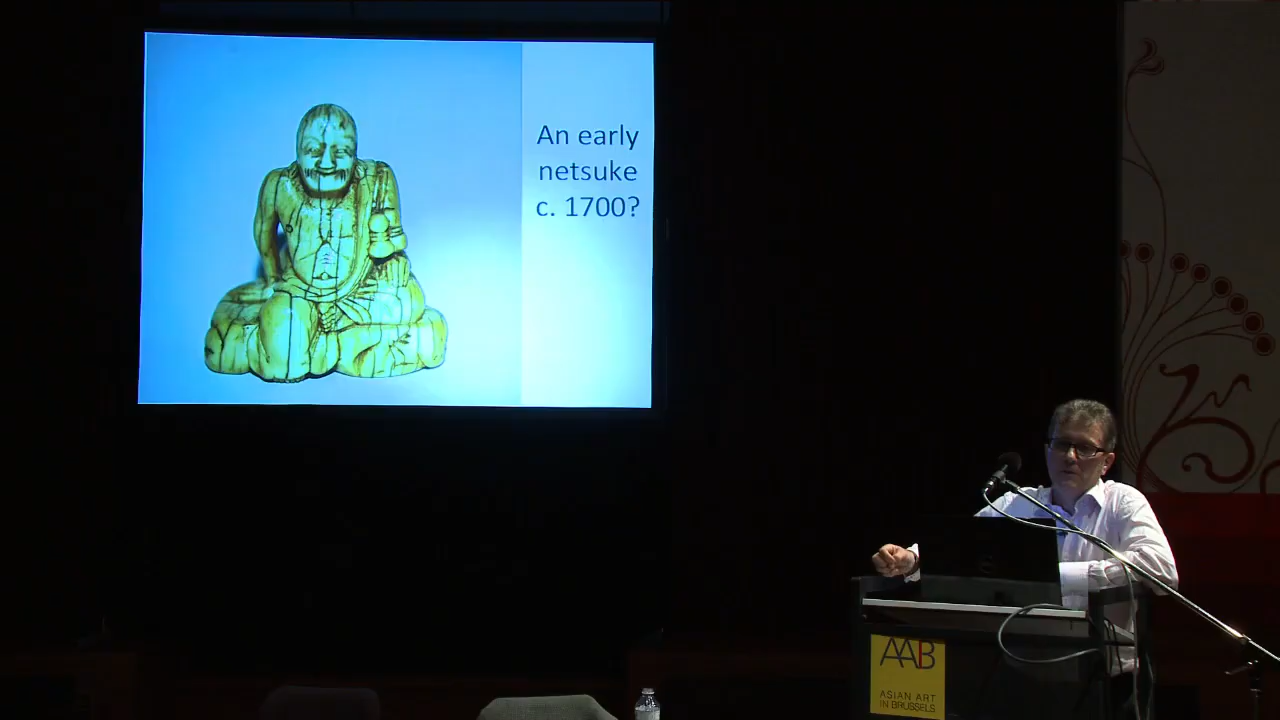 An early
netsuke
c. 1700?
AAB
ASIAN ART
IN BRUSSELS